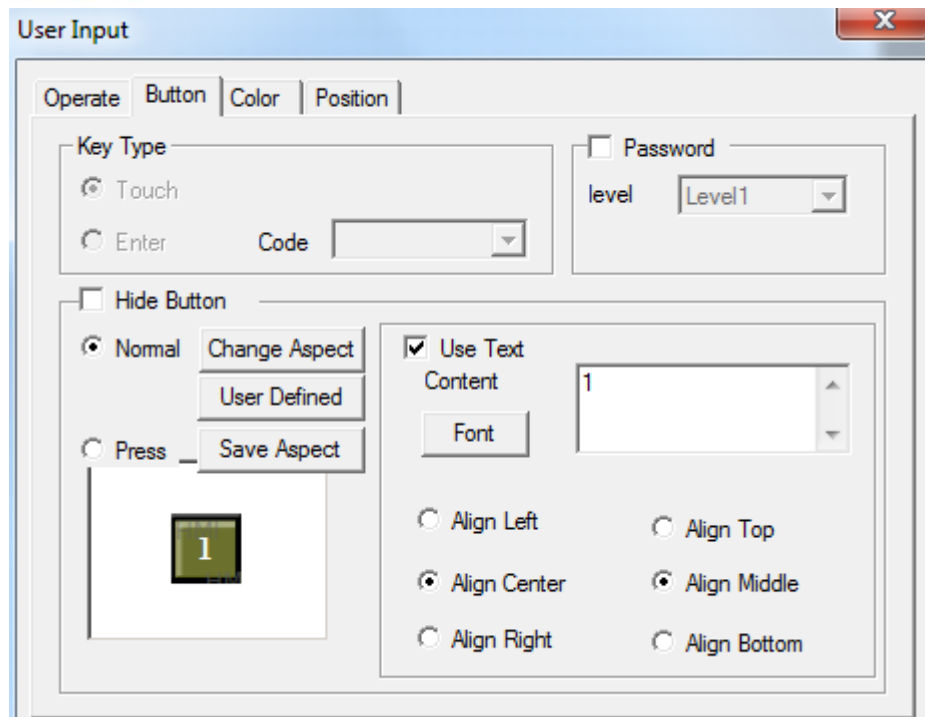 User Input
X
Operate Button Color Position
Key Type
Touch
Enter Code
Password
level Level1
Hide Button
Normal Change Aspect
User Defined
Press Save Aspect
1
Use Text
Content 1
Font
Align Left Align Top
Align Center Align Middle
Align Right Align Bottom